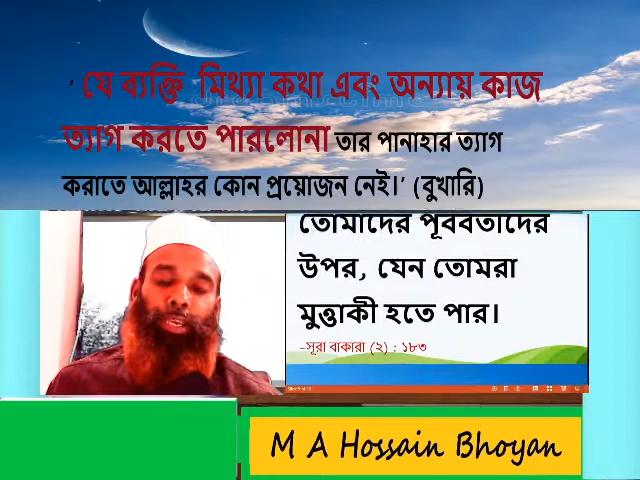 ‘যে ব্যক্তি মিথ্যা কথা এবং অন্যায় কাজ
ত্যাগ করতে পারলোনা তার পানাহার ত্যাগ
করাতে আল্লাহর কোন প্রয়োজন নেই।’ (বুখারি)
তোমাদের পূর্ববর্তীদের
উপর, যেন তোমরা
মুত্তাকী হতে পার।
-সূরা বাকারা (২) : ১৮৩
M A Hossain Bhoyan